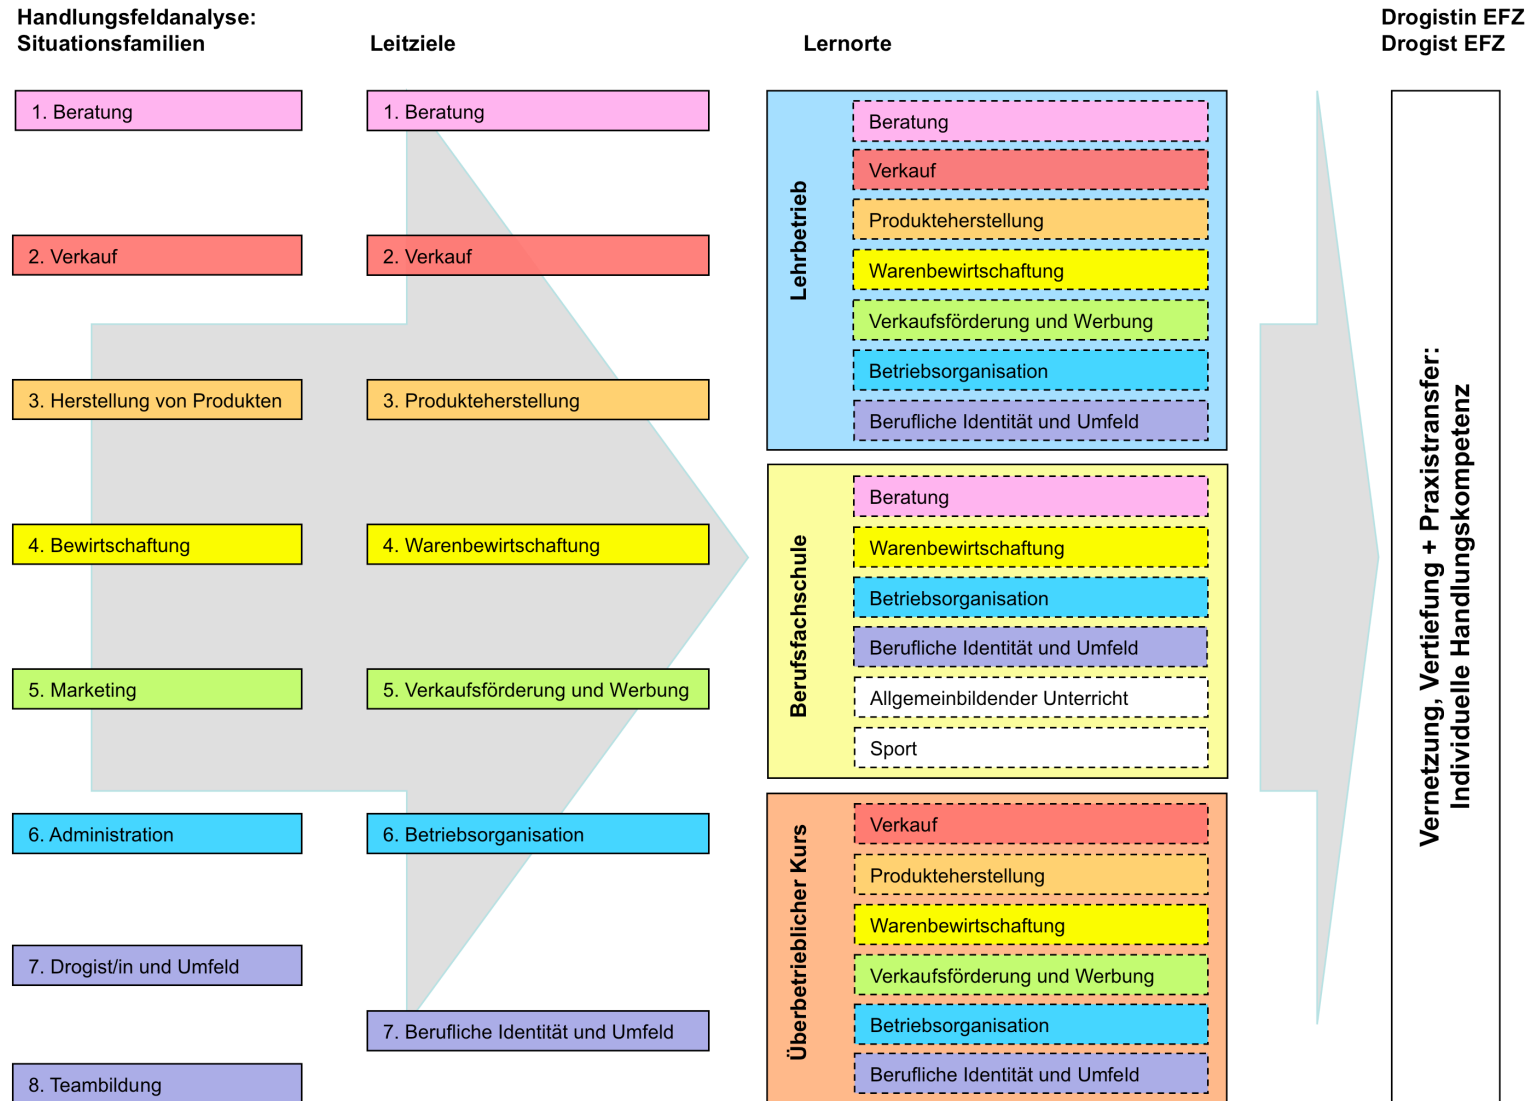 Handlungsfeldanalyse:
Situationsfamilien
Leitziele
Lernorte
Drogistin EFZ
Drogist EFZ
1. Beratung
2. Verkauf
3. Herstellung von Produkten
4. Bewirtschaftung
5. Marketing
6. Administration
7. Drogist/in und Umfeld
8. Teambildung
1. Beratung
2. Verkauf
3. Produkteherstellung
4. Warenbewirtschaftung
5. Verkaufsförderung und Werbung
6. Betriebsorganisation
7. Berufliche Identität und Umfeld
Lehrbetrieb
Beratung
Verkauf
Produkteherstellung
Warenbewirtschaftung
Verkaufsförderung und Werbung
Betriebsorganisation
Berufliche Identität und Umfeld
Berufsfachschule
Beratung
Warenbewirtschaftung
Betriebsorganisation
Berufliche Identität und Umfeld
Allgemeinbildender Unterricht
Sport
Überbetrieblicher Kurs
Verkauf
Produkteherstellung
Warenbewirtschaftung
Verkaufsförderung und Werbung
Betriebsorganisation
Berufliche Identität und Umfeld
Vernetzung, Vertiefung + Praxistransfer:
Individuelle Handlungskompetenz